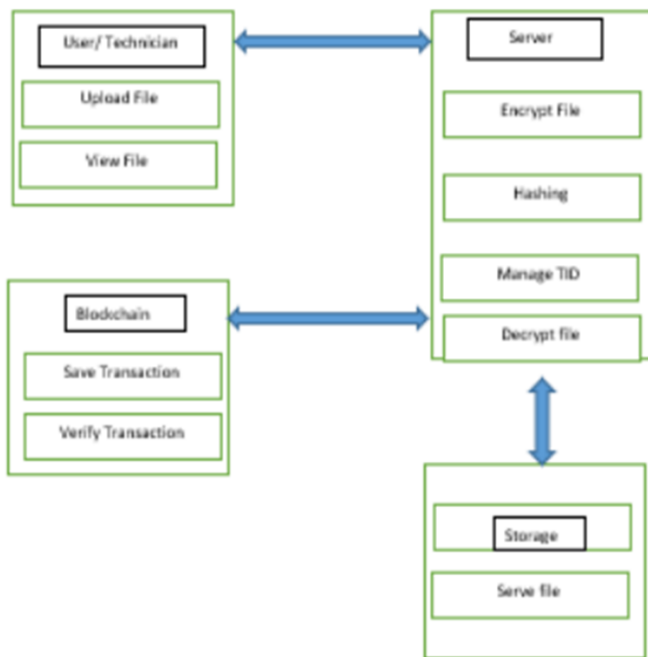 User/ Technician
Upload File
View File
Server
Encrypt File
Hashing
Manage TID
Decrypt file
Blockchain
Save Transaction
Verify Transaction
Storage
Serve file